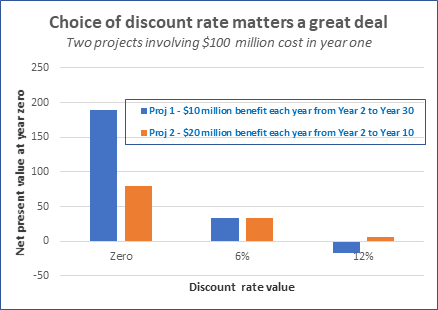 Choice of discount rate matters a great deal
Two projects involving $100 million cost in year one
Net present value at year zero
250
200
150
100
50
0
-50
Proj 1 - $10 million benefit each year from Year 2 to Year 30
Proj 2 - $20 million benefit each year from Year 2 to Year 10
Zero
6%
12%
Discount rate value